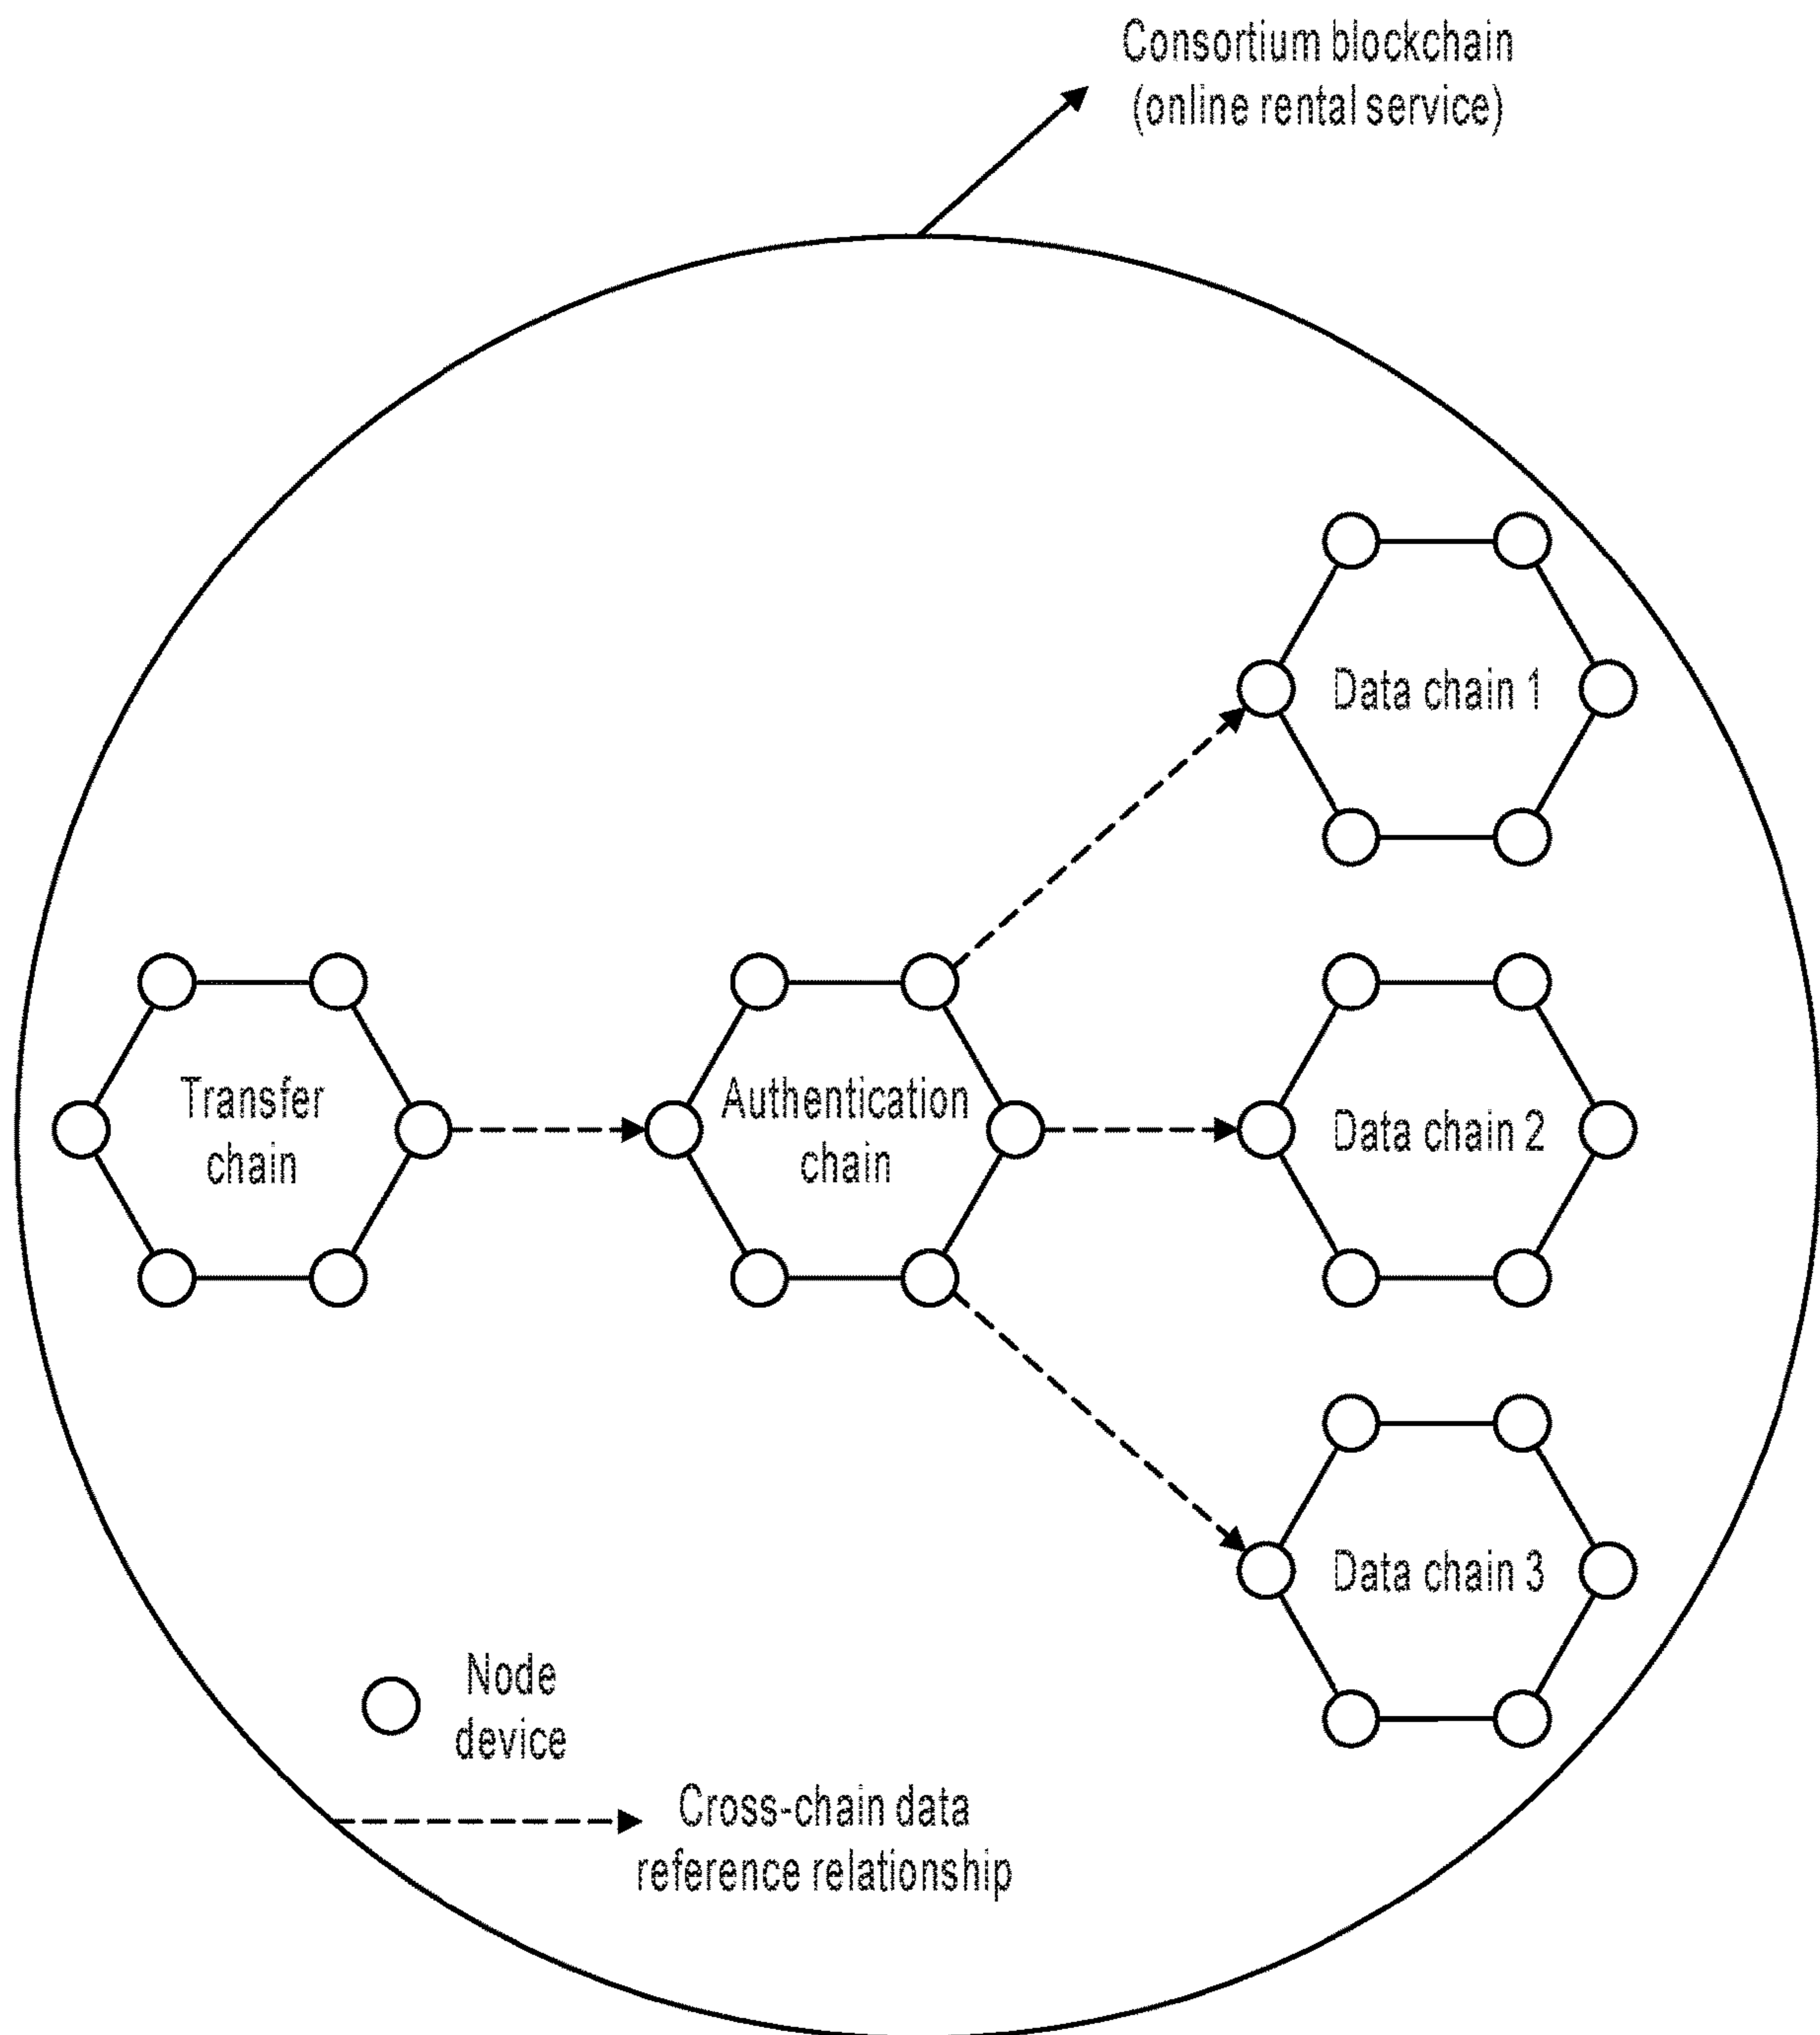 Consortium blockchain
(online rental service)
Data chain 1
Transfer
chain
Authentication
chain
Data chain 2
Data chain 3
Node
device
Cross-chain data
reference relationship